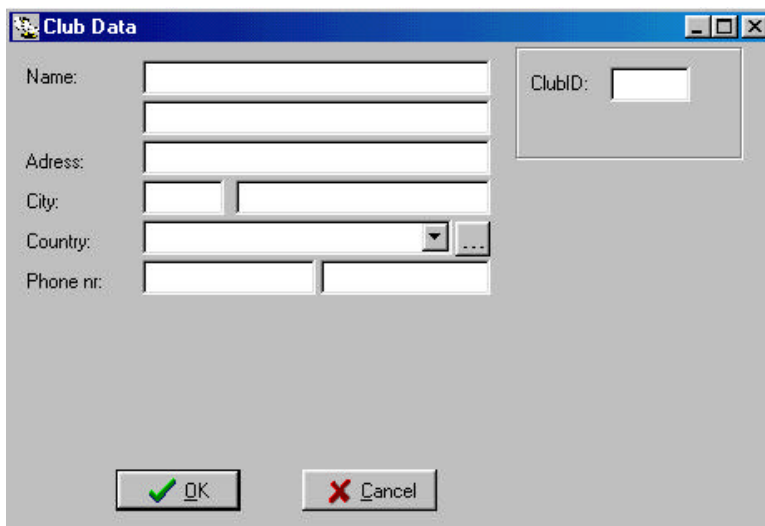 Club Data
Name:
ClubID:
Adress:
City:
Country:
...
Phone nr:
OK
Cancel